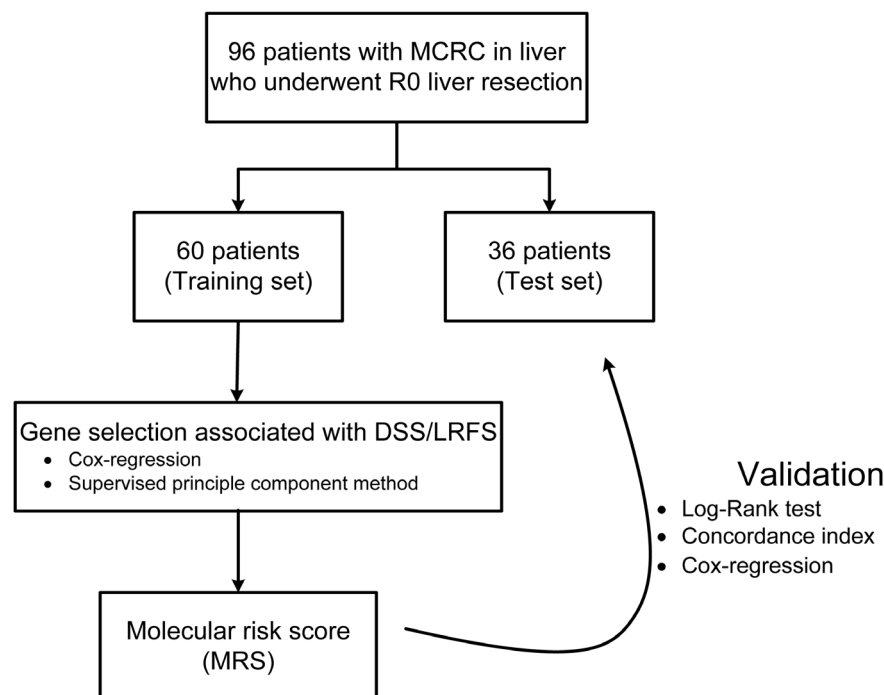 96 patients with MCRC in liver
who underwent R0 liver resection
60 patients
(Training set)
36 patients
(Test set)
Gene selection associated with DSS/LRFS
• Cox-regression
• Supervised principle component method
Validation
• Log-Rank test
• Concordance index
• Cox-regression
Molecular risk score
(MRS)